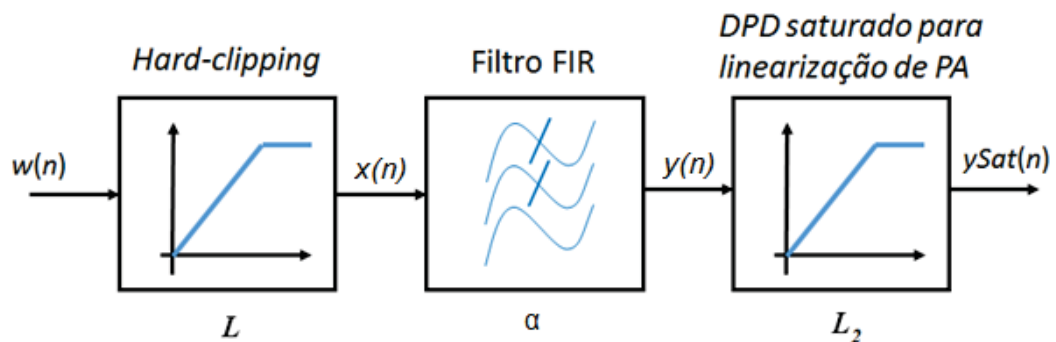 Hard-clipping
Filtro FIR
DPD saturado para
linearização de PA
w(n)
x(n)
y(n)
ySat(n)
L
α
L2